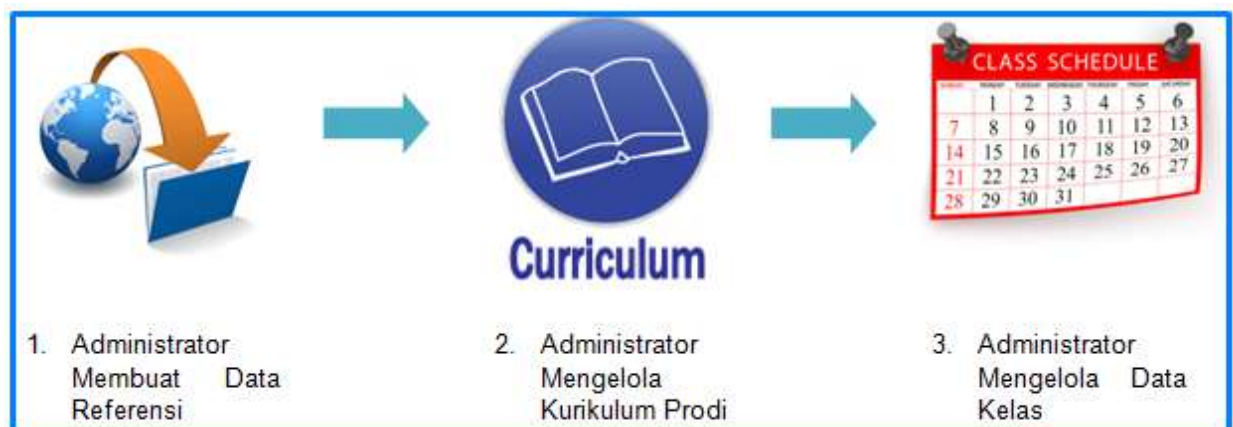 CLASS SCHEDULE
1 2 3 4 5 6
7 8 9 10 11 12 13
14 15 16 17 18 19 20
21 22 23 24 25 26 27
28 29 30 31
Curriculum
1. Administrator
Membuat Data
Referensi
2. Administrator
Mengelola
Kurikulum Prodi
3. Administrator
Mengelola Data
Kelas